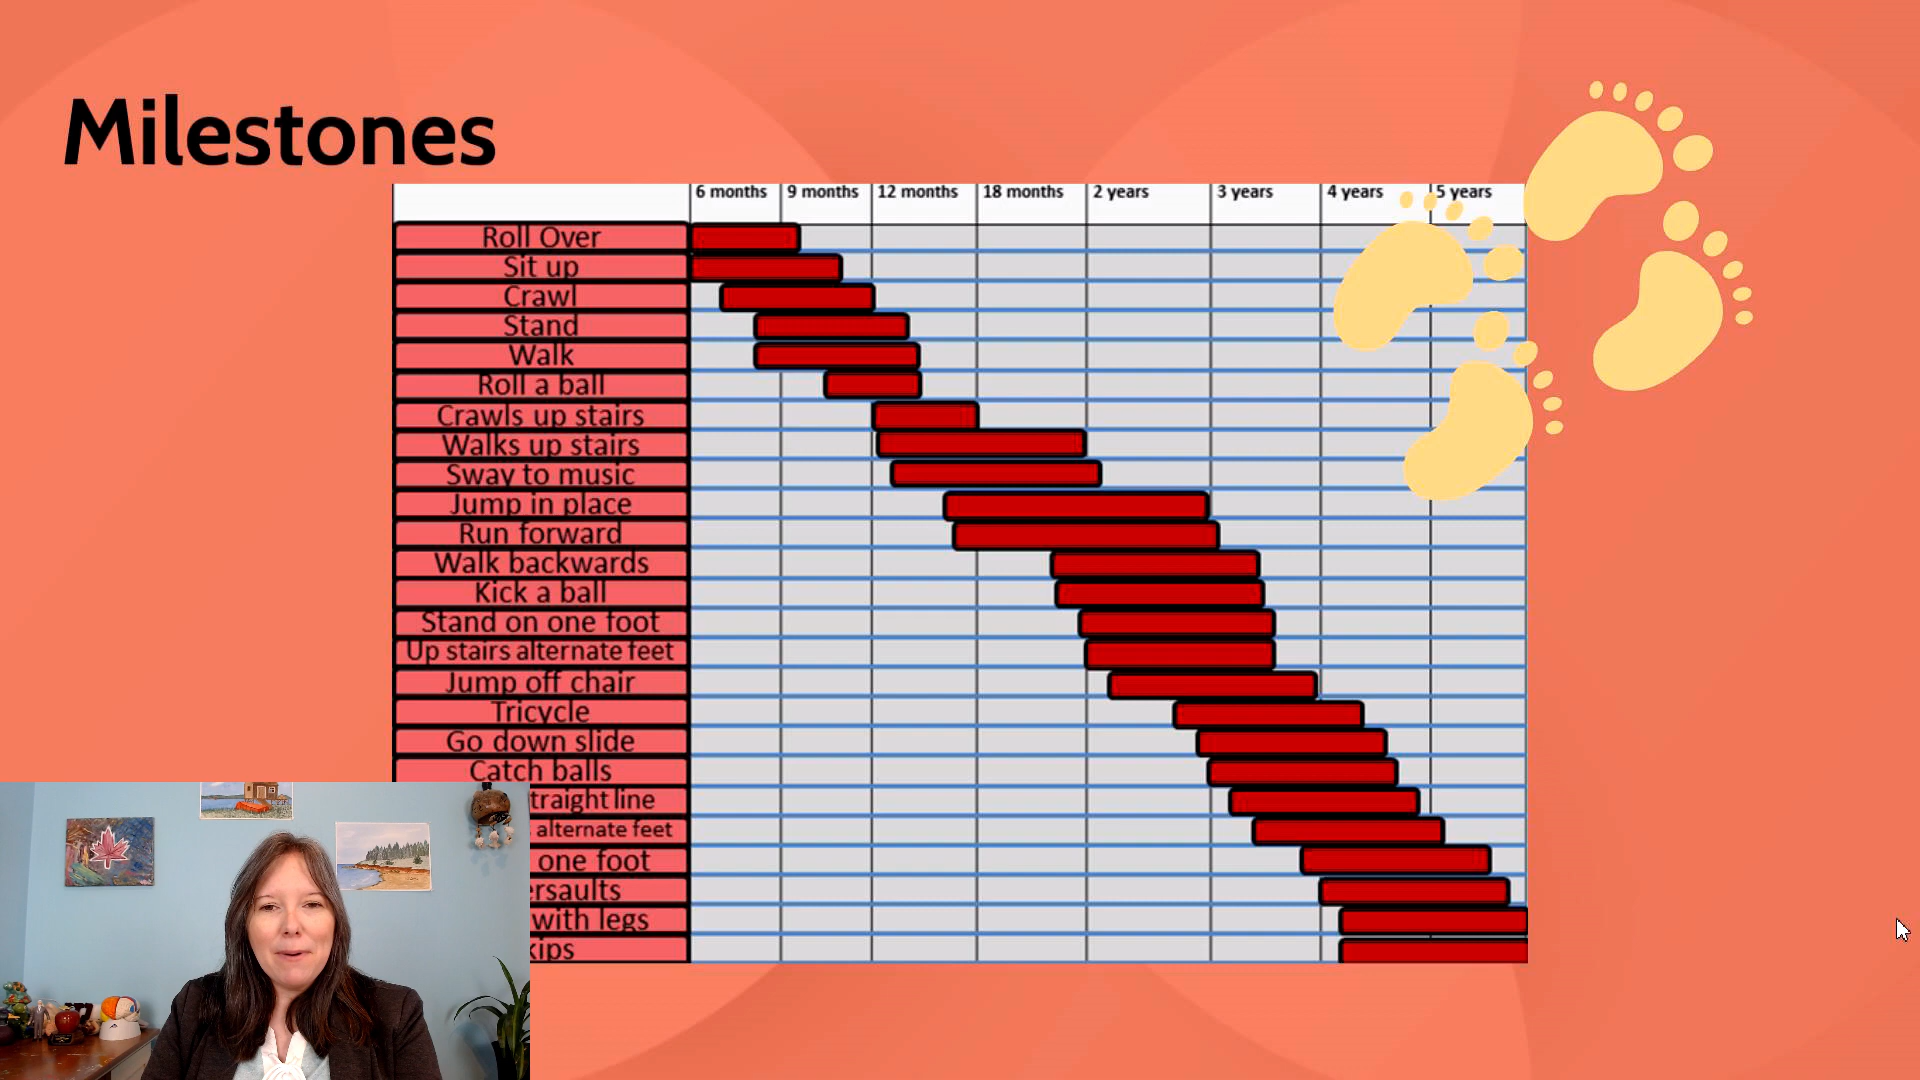 Milestones
6 months 9 months 12 months 18 months 2 years 3 years 4 years 5 years
Roll Over
Sit up
Crawl
Stand
Walk
Roll a ball
Crawls up stairs
Walks up stairs
Sway to music
Jump in place
Run forward
Walk backwards
Kick a ball
Stand on one foot
Up stairs alternate feet
Jump off chair
Tricycle
Go down slide
Catch balls
traight line
alternate feet
one foot
ersaults
with legs
kips